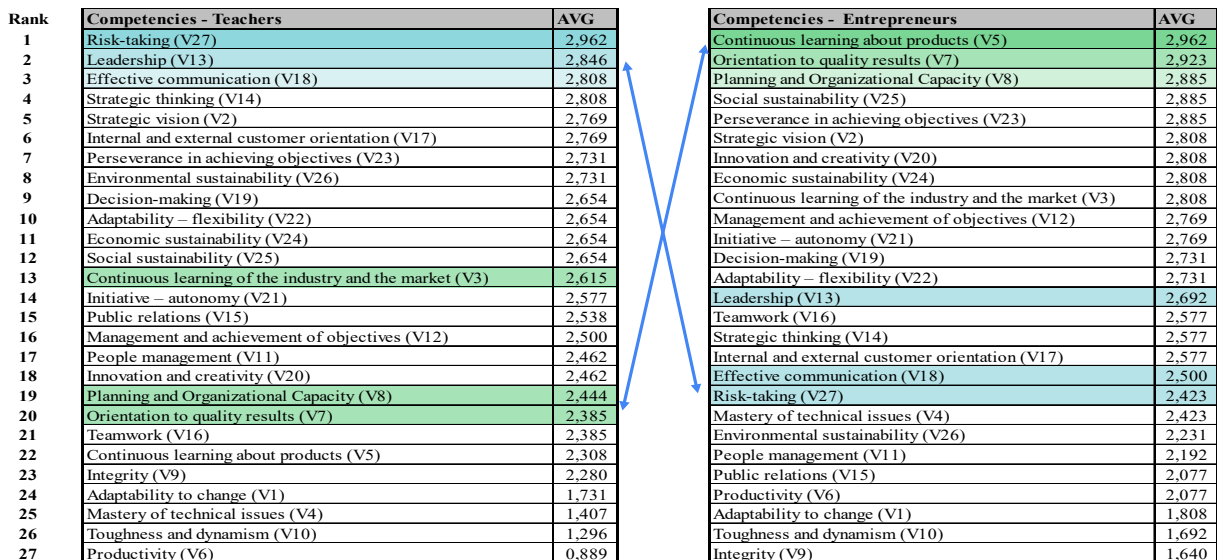 Rank Competencies - Teachers AVG Competencies - Entrepreneurs AVG
1 Risk-taking (V27) 2,962 Continuous learning about products (V5) 2,962
2 Leadership (V13) 2,846 Orientation to quality results (V7) 2,923
3 Effective communication (V18) 2,808 Planning and Organizational Capacity (V8) 2,885
4 Strategic thinking (V14) 2,808 Social sustainability (V25) 2,885
5 Strategic vision (V2) 2,769 Perseverance in achieving objectives (V23) 2,885
6 Internal and external customer orientation (V17) 2,769 Strategic vision (V2) 2,808
7 Perseverance in achieving objectives (V23) 2,731 Innovation and creativity (V20) 2,808
8 Environmental sustainability (V26) 2,731 Economic sustainability (V24) 2,808
9 Decision-making (V19) 2,654 Continuous learning of the industry and the market (V3) 2,808
10 Adaptability – flexibility (V22) 2,654 Management and achievement of objectives (V12) 2,769
11 Economic sustainability (V24) 2,654 Initiative – autonomy (V21) 2,769
12 Social sustainability (V25) 2,654 Decision-making (V19) 2,731
13 Continuous learning of the industry and the market (V3) 2,615 Adaptability – flexibility (V22) 2,731
14 Initiative – autonomy (V21) 2,577 Leadership (V13) 2,692
15 Public relations (V15) 2,538 Teamwork (V16) 2,577
16 Management and achievement of objectives (V12) 2,500 Strategic thinking (V14) 2,577
17 People management (V11) 2,462 Internal and external customer orientation (V17) 2,577
18 Innovation and creativity (V20) 2,462 Effective communication (V18) 2,500
19 Planning and Organizational Capacity (V8) 2,444 Risk-taking (V27) 2,423
20 Orientation to quality results (V7) 2,385 Mastery of technical issues (V4) 2,423
21 Teamwork (V16) 2,385 Environmental sustainability (V26) 2,231
22 Continuous learning about products (V5) 2,308 People management (V11) 2,192
23 Integrity (V9) 2,280 Public relations (V15) 2,077
24 Adaptability to change (V1) 1,731 Productivity (V6) 2,077
25 Mastery of technical issues (V4) 1,407 Adaptability to change (V1) 1,808
26 Toughness and dynamism (V10) 1,296 Toughness and dynamism (V10) 1,692
27 Productivity (V6) 0,889 Integrity (V9) 1,640